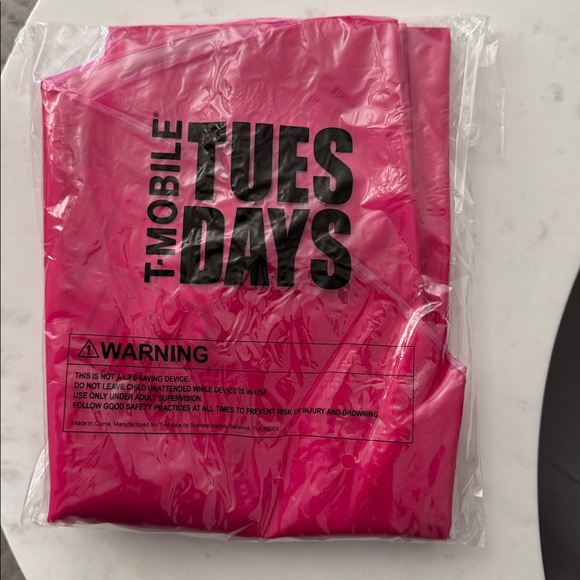 T-MOBILE®
TUES
DAYS
WARNING
THIS IS NOT A LIFE-SAVING DEVICE.
DO NOT LEAVE CHILD UNATTENDED WHILE DEVICE IS IN USE.
USE ONLY UNDER ADULT SUPERVISION.
FOLLOW GOOD SAFETY PRACTICES AT ALL TIMES TO PREVENT RISK OF INJURY AND DROWNING.
Made in China. Manufactured for T-Mobile by Bellevue, WA 98004